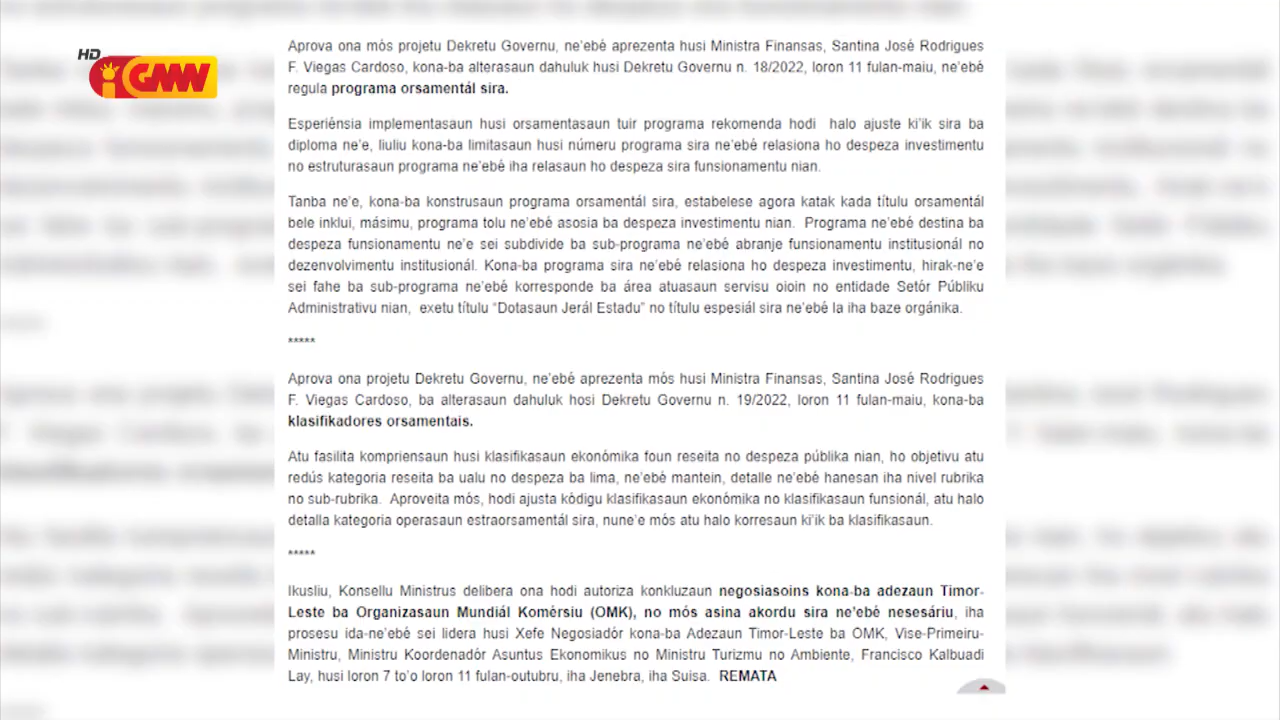 HD
GMN
Aprova ona mós projetu Dekretu Governu, ne'ebé aprezenta husi Ministra Finansas, Santina José Rodrigues
F. Viegas Cardoso, kona-ba alterasaun dahuluk husi Dekretu Governu n. 18/2022, loron 11 fulan-maiu, ne'ebé
regula programa orsamentál sira.
Esperiénsia implementasaun husi orsamentasaun tuir programa rekomenda hodi halo ajuste ki'ik sira ba
diploma ne'e, liuliu kona-ba limitasaun husi númeru programa sira ne'ebé relasiona ho despeza investimentu
no estruturasaun programa ne'ebé iha relasaun ho despeza sira funsionamentu nian.
Tanba ne'e, kona-ba konstrusaun programa orsamentál sira, estabelese agora katak kada títulu orsamentál
bele inklui, másimu, programa tolu ne'ebé asosia ba despeza investimentu nian. Programa ne'ebé destina ba
despeza funsionamentu ne'e sei subdivide ba sub-programa ne'ebé abranje funsionamentu institusionál no
dezenvolvimentu institusionál. Kona-ba programa sira ne'ebé relasiona ho despeza investimentu, hirak-ne'e
sei fahe ba sub-programa ne'ebé korresponde ba área atuasaun servisu oioin no entidade Setór Públiku
Administrativu nian, exetu títulu “Dotasaun Jerál Estadu” no títulu espesiál sira ne'ebé la iha baze orgánika.
*****
Aprova ona projetu Dekretu Governu, ne'ebé aprezenta mós husi Ministra Finansas, Santina José Rodrigues
F. Viegas Cardoso, ba alterasaun dahuluk hosi Dekretu Governu n. 19/2022, loron 11 fulan-maiu, kona-ba
klasifikadores orsamentais.
Atu fasilita kompriensaun husi klasifikasaun ekonómika foun reseita no despeza públika nian, ho objetivu atu
redús kategoria reseita ba ualu no despeza ba lima, ne'ebé mantein, detalle ne'ebé hanesan iha nivel rubrika
no sub-rubrika. Aproveita mós, hodi ajusta kódigu klasifikasaun ekonómika no klasifikasaun funsionál, atu halo
detalla kategoria operasaun estraorsamentál sira, nune'e mós atu halo korresaun ki'ik ba klasifikasaun.
*****
Ikusliu, Konsellu Ministrus delibera ona hodi autoriza konkluzaun negosiasoins kona-ba adezaun Timor-
Leste ba Organizasaun Mundiál Komérsiu (OMK), no mós asina akordu sira ne'ebé nesesáriu, iha
prosesu ida-ne'ebé sei lidera husi Xefe Negosiadór kona-ba Adezaun Timor-Leste ba OMK, Vise-Primeiru-
Ministru, Ministru Koordenadór Asuntus Ekonomikus no Ministru Turizmu no Ambiente, Francisco Kalbuadi
Lay, husi loron 7 to'o loron 11 fulan-outubru, iha Jenebra, iha Suisa. REMATA